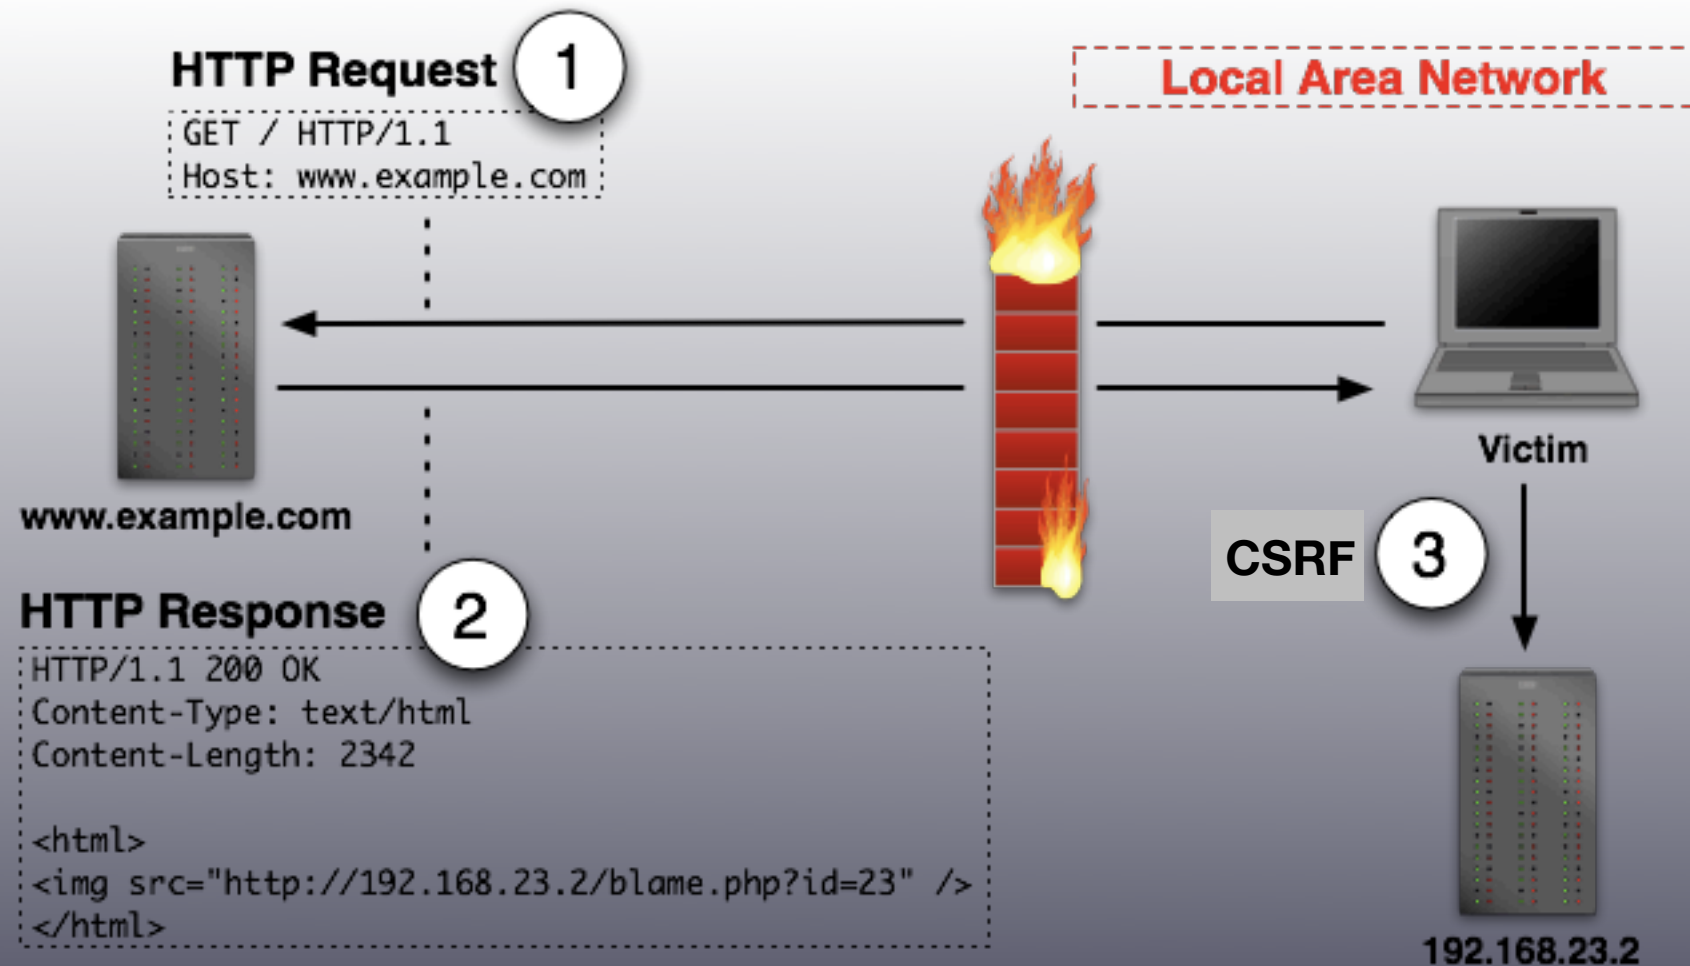 HTTP Request
1
GET / HTTP/1.1
Host: www.example.com
Local Area Network
www.example.com
Victim
CSRF
3
HTTP Response
2
HTTP/1.1 200 OK
Content-Type: text/html
Content-Length: 2342
<html>
<img src="http://192.168.23.2/blame.php?id=23" />
</html>
192.168.23.2